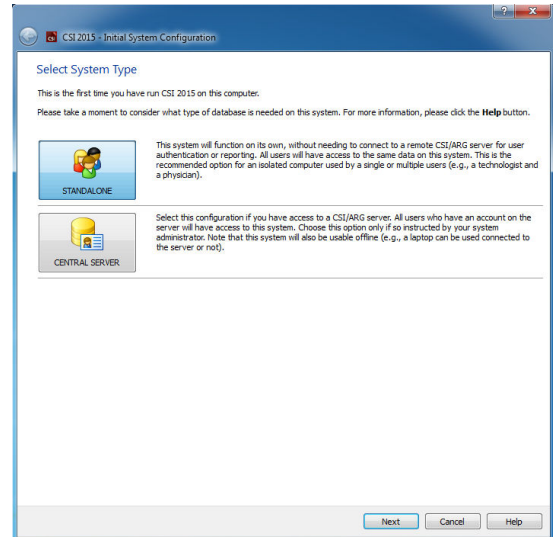 CSI 2015 - Initial System Configuration
Select System Type
This is the first time you have run CSI 2015 on this computer.
Please take a moment to consider what type of database is needed on this system. For more information, please click the Help button.
This system will function on its own, without needing to connect to a remote CSI/ARG server for user
authentication or reporting. All users will have access to the same data on this system. This is the
recommended option for an isolated computer used by a single or multiple users (e.g., a technologist and
a physician).
STANDALONE
Select this configuration if you have access to a CSI/ARG server. All users who have an account on the
server will have access to this system. Choose this option only if so instructed by your system
administrator. Note that this system will also be usable offline (e.g., a laptop can be used connected to
the server or not).
CENTRAL SERVER
Next
Cancel
Help